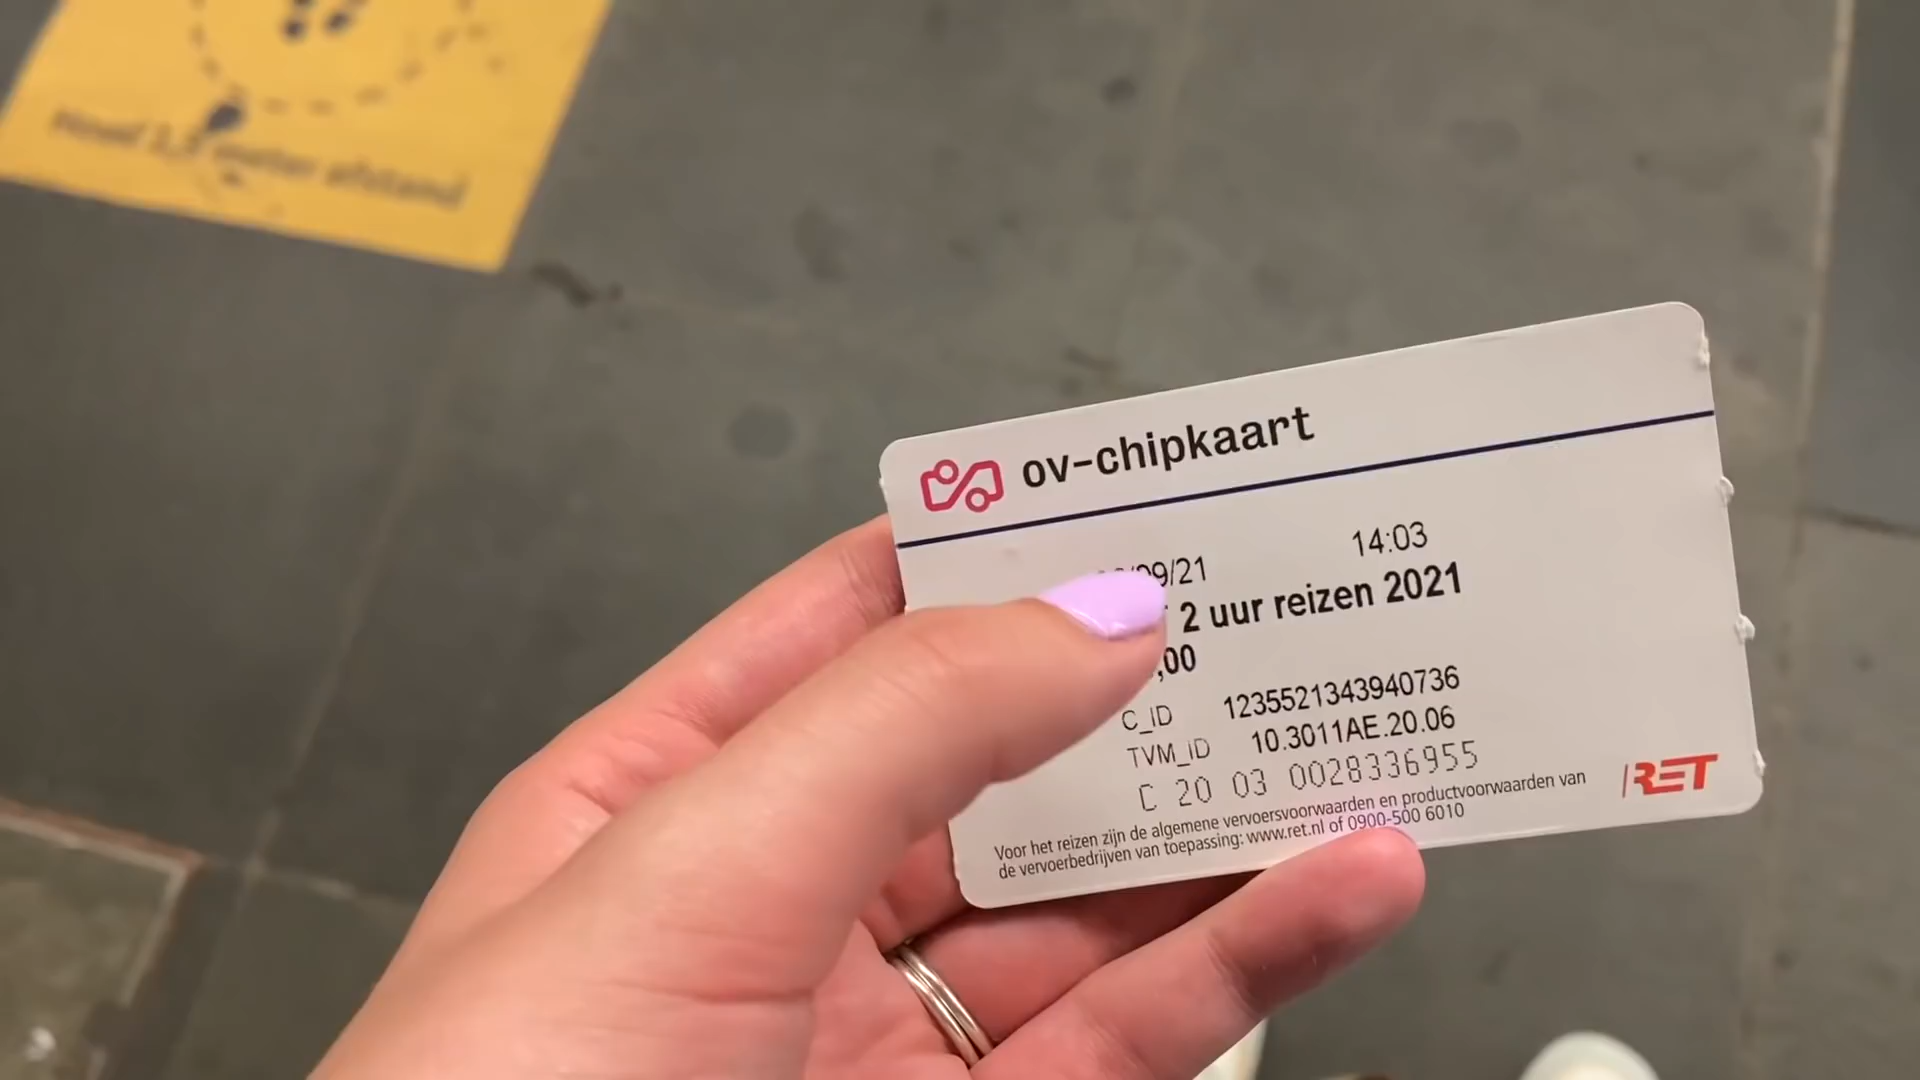 Houd 1,5 meter afstand
ov-chipkaart
09/21 14:03
2 uur reizen 2021
,00
C_ID 1235521343940736
TVM_ID 10.3011AE.20.06
C 20 03 0028336955
Voor het reizen zijn de algemene vervoersvoorwaarden en productvoorwaarden van
de vervoerbedrijven van toepassing: www.ret.nl of 0900-500 6010
RET